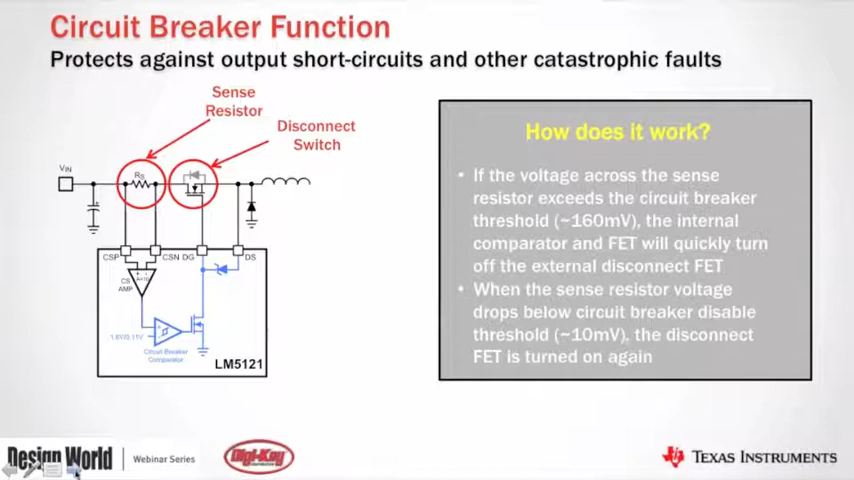 Circuit Breaker Function
Protects against output short-circuits and other catastrophic faults
Sense
Resistor
Disconnect
Switch
VIN
RS
CSP
CSN
DG
DS
CS
AMP
1.6V/0.11V
Circuit Breaker
Comparator
LM5121
How does it work?
• If the voltage across the sense
resistor exceeds the circuit breaker
threshold (~160mV), the internal
comparator and FET will quickly turn
off the external disconnect FET
• When the sense resistor voltage
drops below circuit breaker disable
threshold (~10mV), the disconnect
FET is turned on again
Design World
Webinar Series
Digi-Key
TEXAS INSTRUMENTS